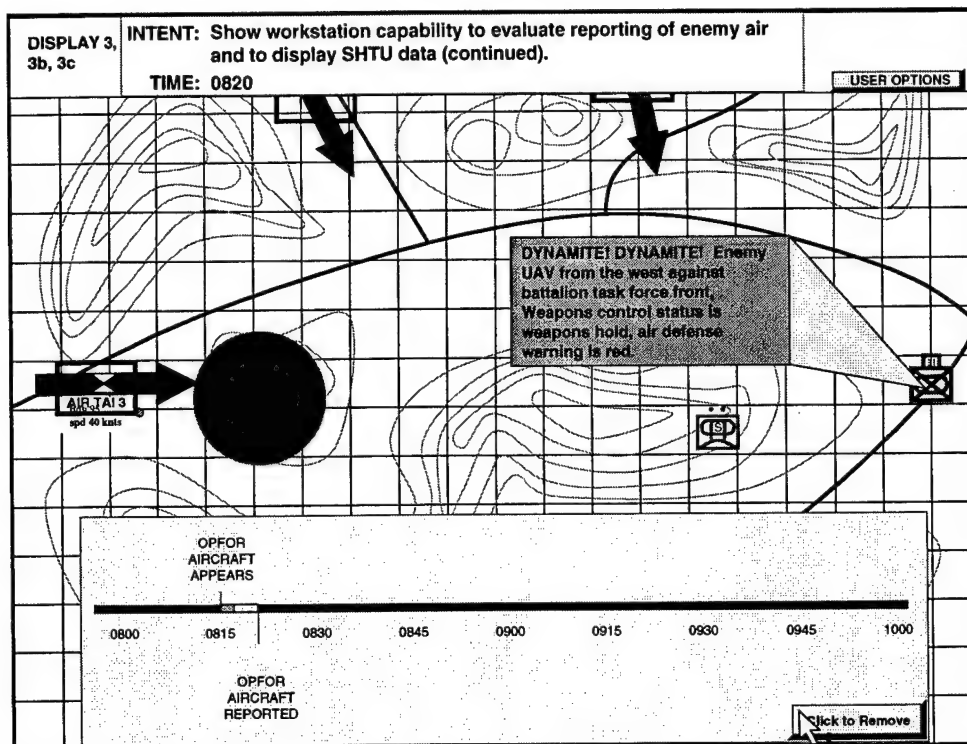 DISPLAY 3,
3b, 3c
INTENT: Show workstation capability to evaluate reporting of enemy air
and to display SHTU data (continued).
TIME: 0820
USER OPTIONS
DYNAMITE! DYNAMITE! Enemy
UAV from the west against
battalion task force front,
Weapons control status is
weapons hold, air defense
warning is red.
AIR TAI 3
spd 40 knts
S
OPFOR
AIRCRAFT
APPEARS
0800 0815 0830 0845 0900 0915 0930 0945 1000
OPFOR
AIRCRAFT
REPORTED
Click to Remove